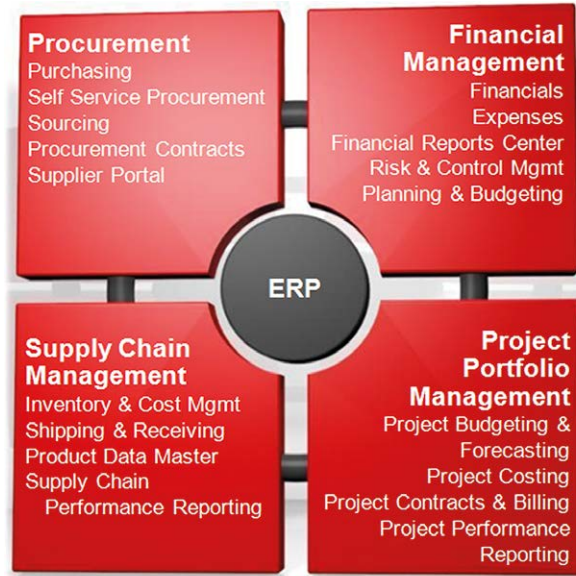 Procurement
Purchasing
Self Service Procurement
Sourcing
Procurement Contracts
Supplier Portal
Financial
Management
Financials
Expenses
Financial Reports Center
Risk & Control Mgmt
Planning & Budgeting
ERP
Supply Chain
Management
Inventory & Cost Mgmt
Shipping & Receiving
Product Data Master
Supply Chain
Performance Reporting
Project
Portfolio
Management
Project Budgeting &
Forecasting
Project Costing
Project Contracts & Billing
Project Performance
Reporting